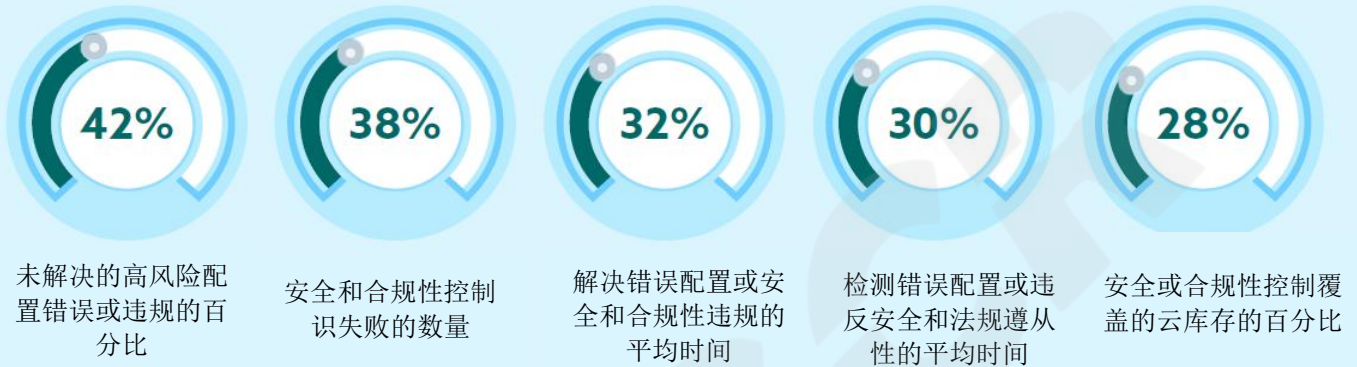 42%
38%
32%
30%
28%
未解决的高风险配
置错误或违规的百
分比
安全和合规性控制
识失败的数量
解决错误配置或安
全和合规性违规的
平均时间
检测错误配置或违
反安全和法规遵从
性的平均时间
安全或合规性控制覆
盖的云库存的百分比